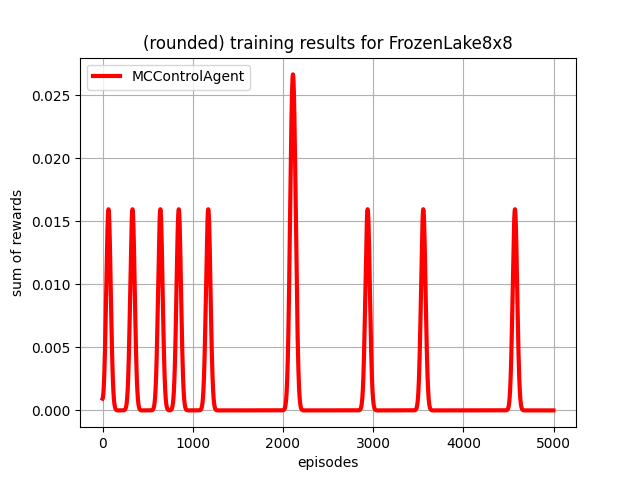 (rounded) training results for FrozenLake8x8
MCControlAgent
sum of rewards
0.025
0.020
0.015
0.010
0.005
0.000
0 1000 2000 3000 4000 5000
episodes